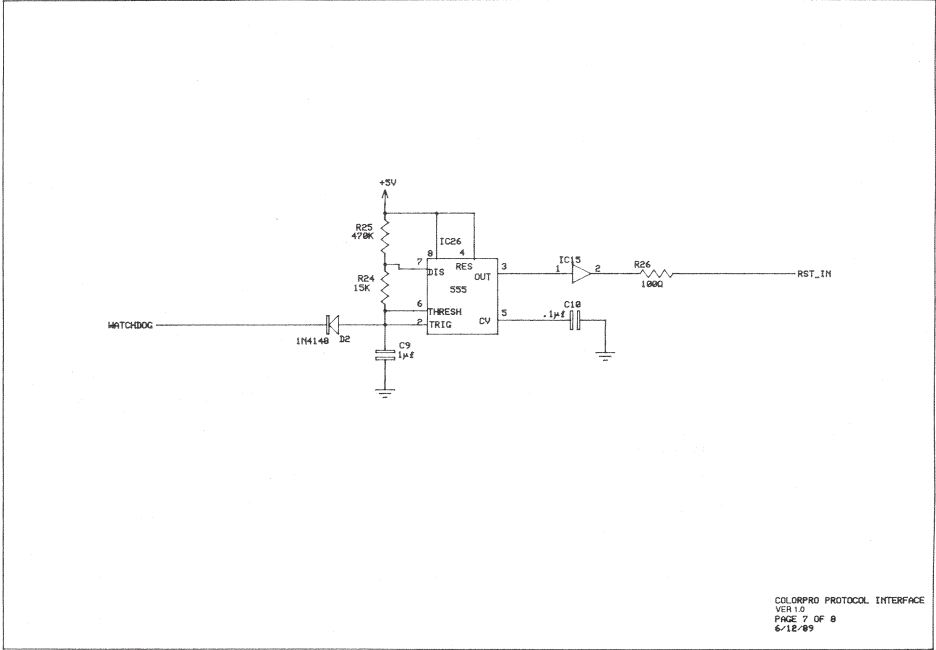 +5V
R25
470K
IC26
8
4
7
DIS
RES
OUT
3
IC15
1
2
R26
100Ω
RST_IN
R24
15K
555
6
THRESH
2
TRIG
CV
5
C10
.1µf
WATCHDOG
1N4148
D2
C9
1µf
COLORPRO PROTOCOL INTERFACE
VER 1.0
PAGE 7 OF 8
6/12/89